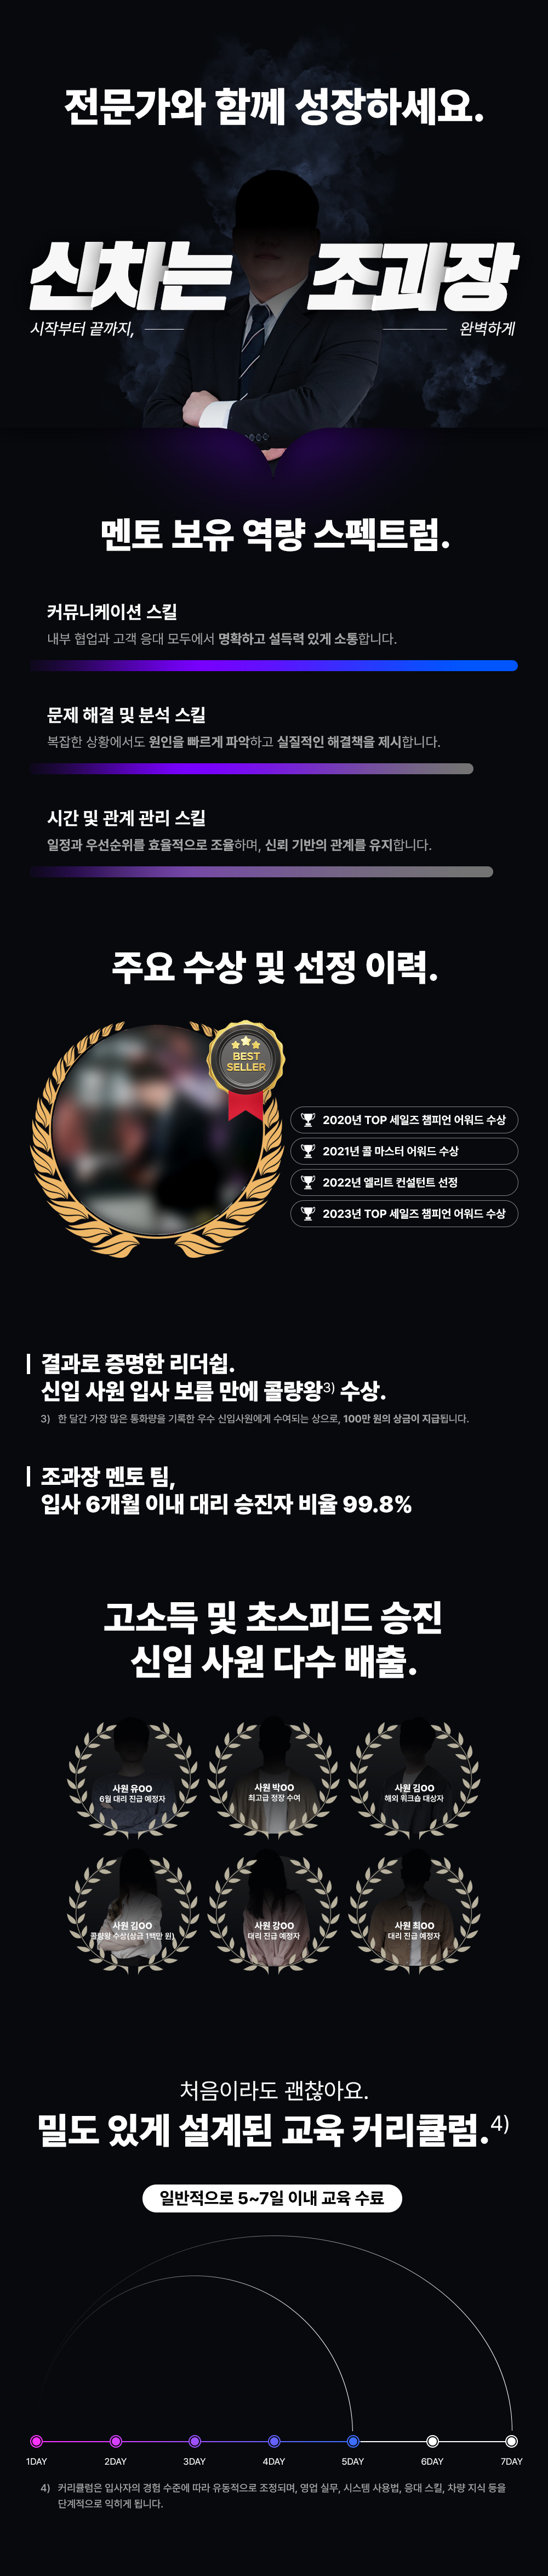 전문가와 함께 성장하세요.
신차는 조과장
시작부터 끝까지, 완벽하게
멘토 보유 역량 스펙트럼.
커뮤니케이션 스킬
내부 협업과 고객 응대 모두에서 명확하고 설득력 있게 소통합니다.
문제 해결 및 분석 스킬
복잡한 상황에서도 원인을 빠르게 파악하고 실질적인 해결책을 제시합니다.
시간 및 관계 관리 스킬
일정과 우선순위를 효율적으로 조율하며, 신뢰 기반의 관계를 유지합니다.
주요 수상 및 선정 이력.
BEST
SELLER
2020년 TOP 세일즈 챔피언 어워드 수상
2021년 콜 마스터 어워드 수상
2022년 엘리트 컨설턴트 선정
2023년 TOP 세일즈 챔피언 어워드 수상
결과로 증명한 리더쉽.
신입 사원 입사 보름 만에 콜량왕3) 수상.
3) 한 달간 가장 많은 통화량을 기록한 우수 신입사원에게 수여되는 상으로, 100만 원의 상금이 지급됩니다.
조과장 멘토 팀,
입사 6개월 이내 대리 승진자 비율 99.8%
고소득 및 초스피드 승진
신입 사원 다수 배출.
사원 유OO
6월 대리 진급 예정자
사원 박OO
최고급 정장 수여
사원 김OO
해외 워크숍 대상자
사원 김OO
콜량왕 수상(상금 1백만 원)
사원 강OO
대리 진급 예정자
사원 최OO
대리 진급 예정자
처음이라도 괜찮아요.
밀도 있게 설계된 교육 커리큘럼.4)
일반적으로 5~7일 이내 교육 수료
1DAY 2DAY 3DAY 4DAY 5DAY 6DAY 7DAY
4) 커리큘럼은 입사자의 경험 수준에 따라 유동적으로 조정되며, 영업 실무, 시스템 사용법, 응대 스킬, 차량 지식 등을
단계적으로 익히게 됩니다.